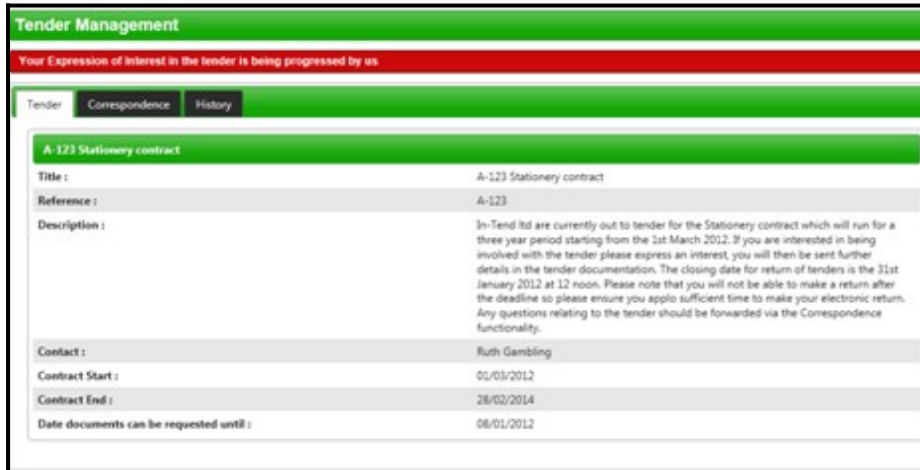 Tender Management
Your Expression of Interest in the tender is being progressed by us
Tender Correspondence History
A-123 Stationery contract
Title : A-123 Stationery contract
Reference : A-123
Description : In-Tend ltd are currently out to tender for the Stationery contract which will run for a
three year period starting from the 1st March 2012. If you are interested in being
involved with the tender please express an interest, you will then be sent further
details in the tender documentation. The closing date for return of tenders is the 31st
January 2012 at 12 noon. Please note that you will not be able to make a return after
the deadline so please ensure you applo sufficient time to make your electronic return.
Any questions relating to the tender should be forwarded via the Correspondence
functionality.
Contact : Ruth Gambling
Contract Start : 01/03/2012
Contract End : 28/02/2014
Date documents can be requested until : 08/01/2012